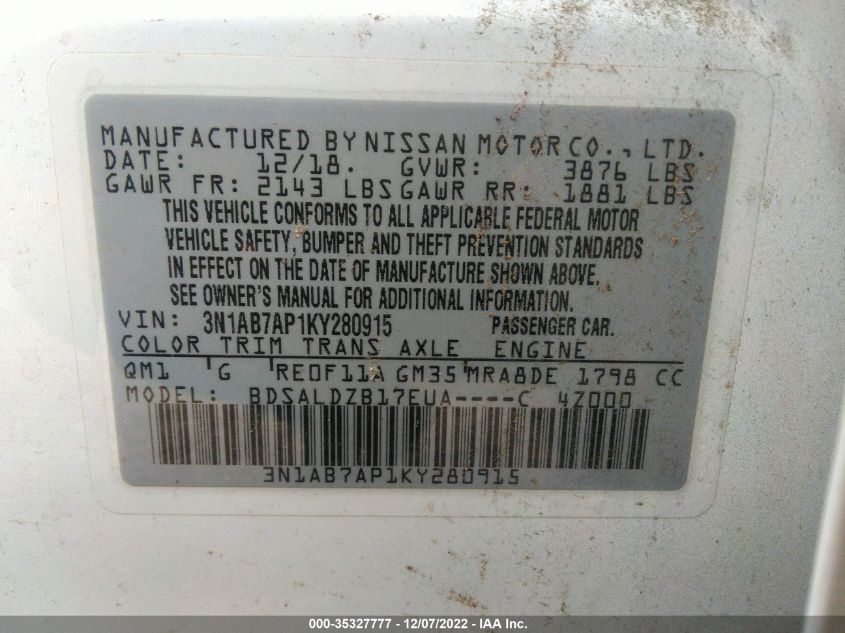 MANUFACTURED BY NISSAN MOTOR CO., LTD.
DATE: 12/18. GVWR: 3876 LBS
GAWR FR: 2143 LBS GAWR RR: 1881 LBS
THIS VEHICLE CONFORMS TO ALL APPLICABLE FEDERAL MOTOR
VEHICLE SAFETY, BUMPER AND THEFT PREVENTION STANDARDS
IN EFFECT ON THE DATE OF MANUFACTURE SHOWN ABOVE.
SEE OWNER'S MANUAL FOR ADDITIONAL INFORMATION.
VIN: 3N1AB7AP1KY280915 PASSENGER CAR.
COLOR TRIM TRANS AXLE ENGINE
QM1 G RE0F11A GM35 MRA8DE 1798 CC
MODEL: BDSALDZB17EUA----C 4Z000
3N1AB7AP1KY280915
000-35327777 - 12/07/2022 - IAA Inc.